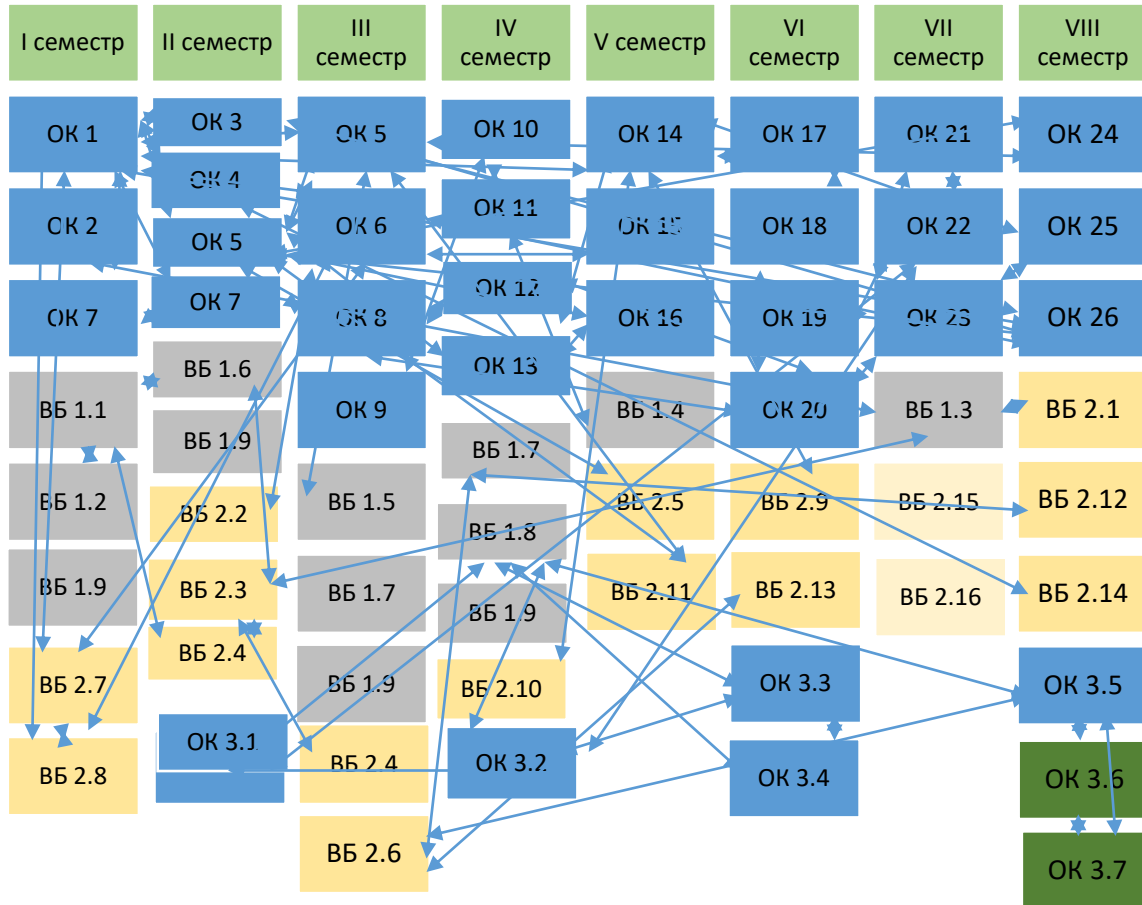 I семестр
II семестр
III
семестр
IV
семестр
V семестр
VI
семестр
VII
семестр
VIII
семестр
ОК 1
ОК 2
ОК 7
ВБ 1.1
ВБ 1.2
ВБ 1.9
ВБ 2.7
ВБ 2.8
ОК 3
ОК 4
ОК 5
ОК 7
ВБ 1.6
ВБ 1.9
ВБ 2.2
ВБ 2.3
ВБ 2.4
ОК 3.1
ОК 5
ОК 6
ОК 8
ОК 9
ВБ 1.5
ВБ 1.7
ВБ 1.9
ВБ 2.4
ВБ 2.6
ОК 10
ОК 11
ОК 12
ОК 13
ВБ 1.7
ВБ 1.8
ВБ 1.9
ВБ 2.10
ОК 3.2
ОК 14
ОК 15
ОК 16
ВБ 1.4
ВБ 2.5
ВБ 2.11
ОК 17
ОК 18
ОК 19
ОК 20
ВБ 2.9
ВБ 2.13
ОК 3.3
ОК 3.4
ОК 21
ОК 22
ОК 23
ВБ 1.3
ВБ 2.15
ВБ 2.16
ОК 24
ОК 25
ОК 26
ВБ 2.1
ВБ 2.12
ВБ 2.14
ОК 3.5
ОК 3.6
ОК 3.7